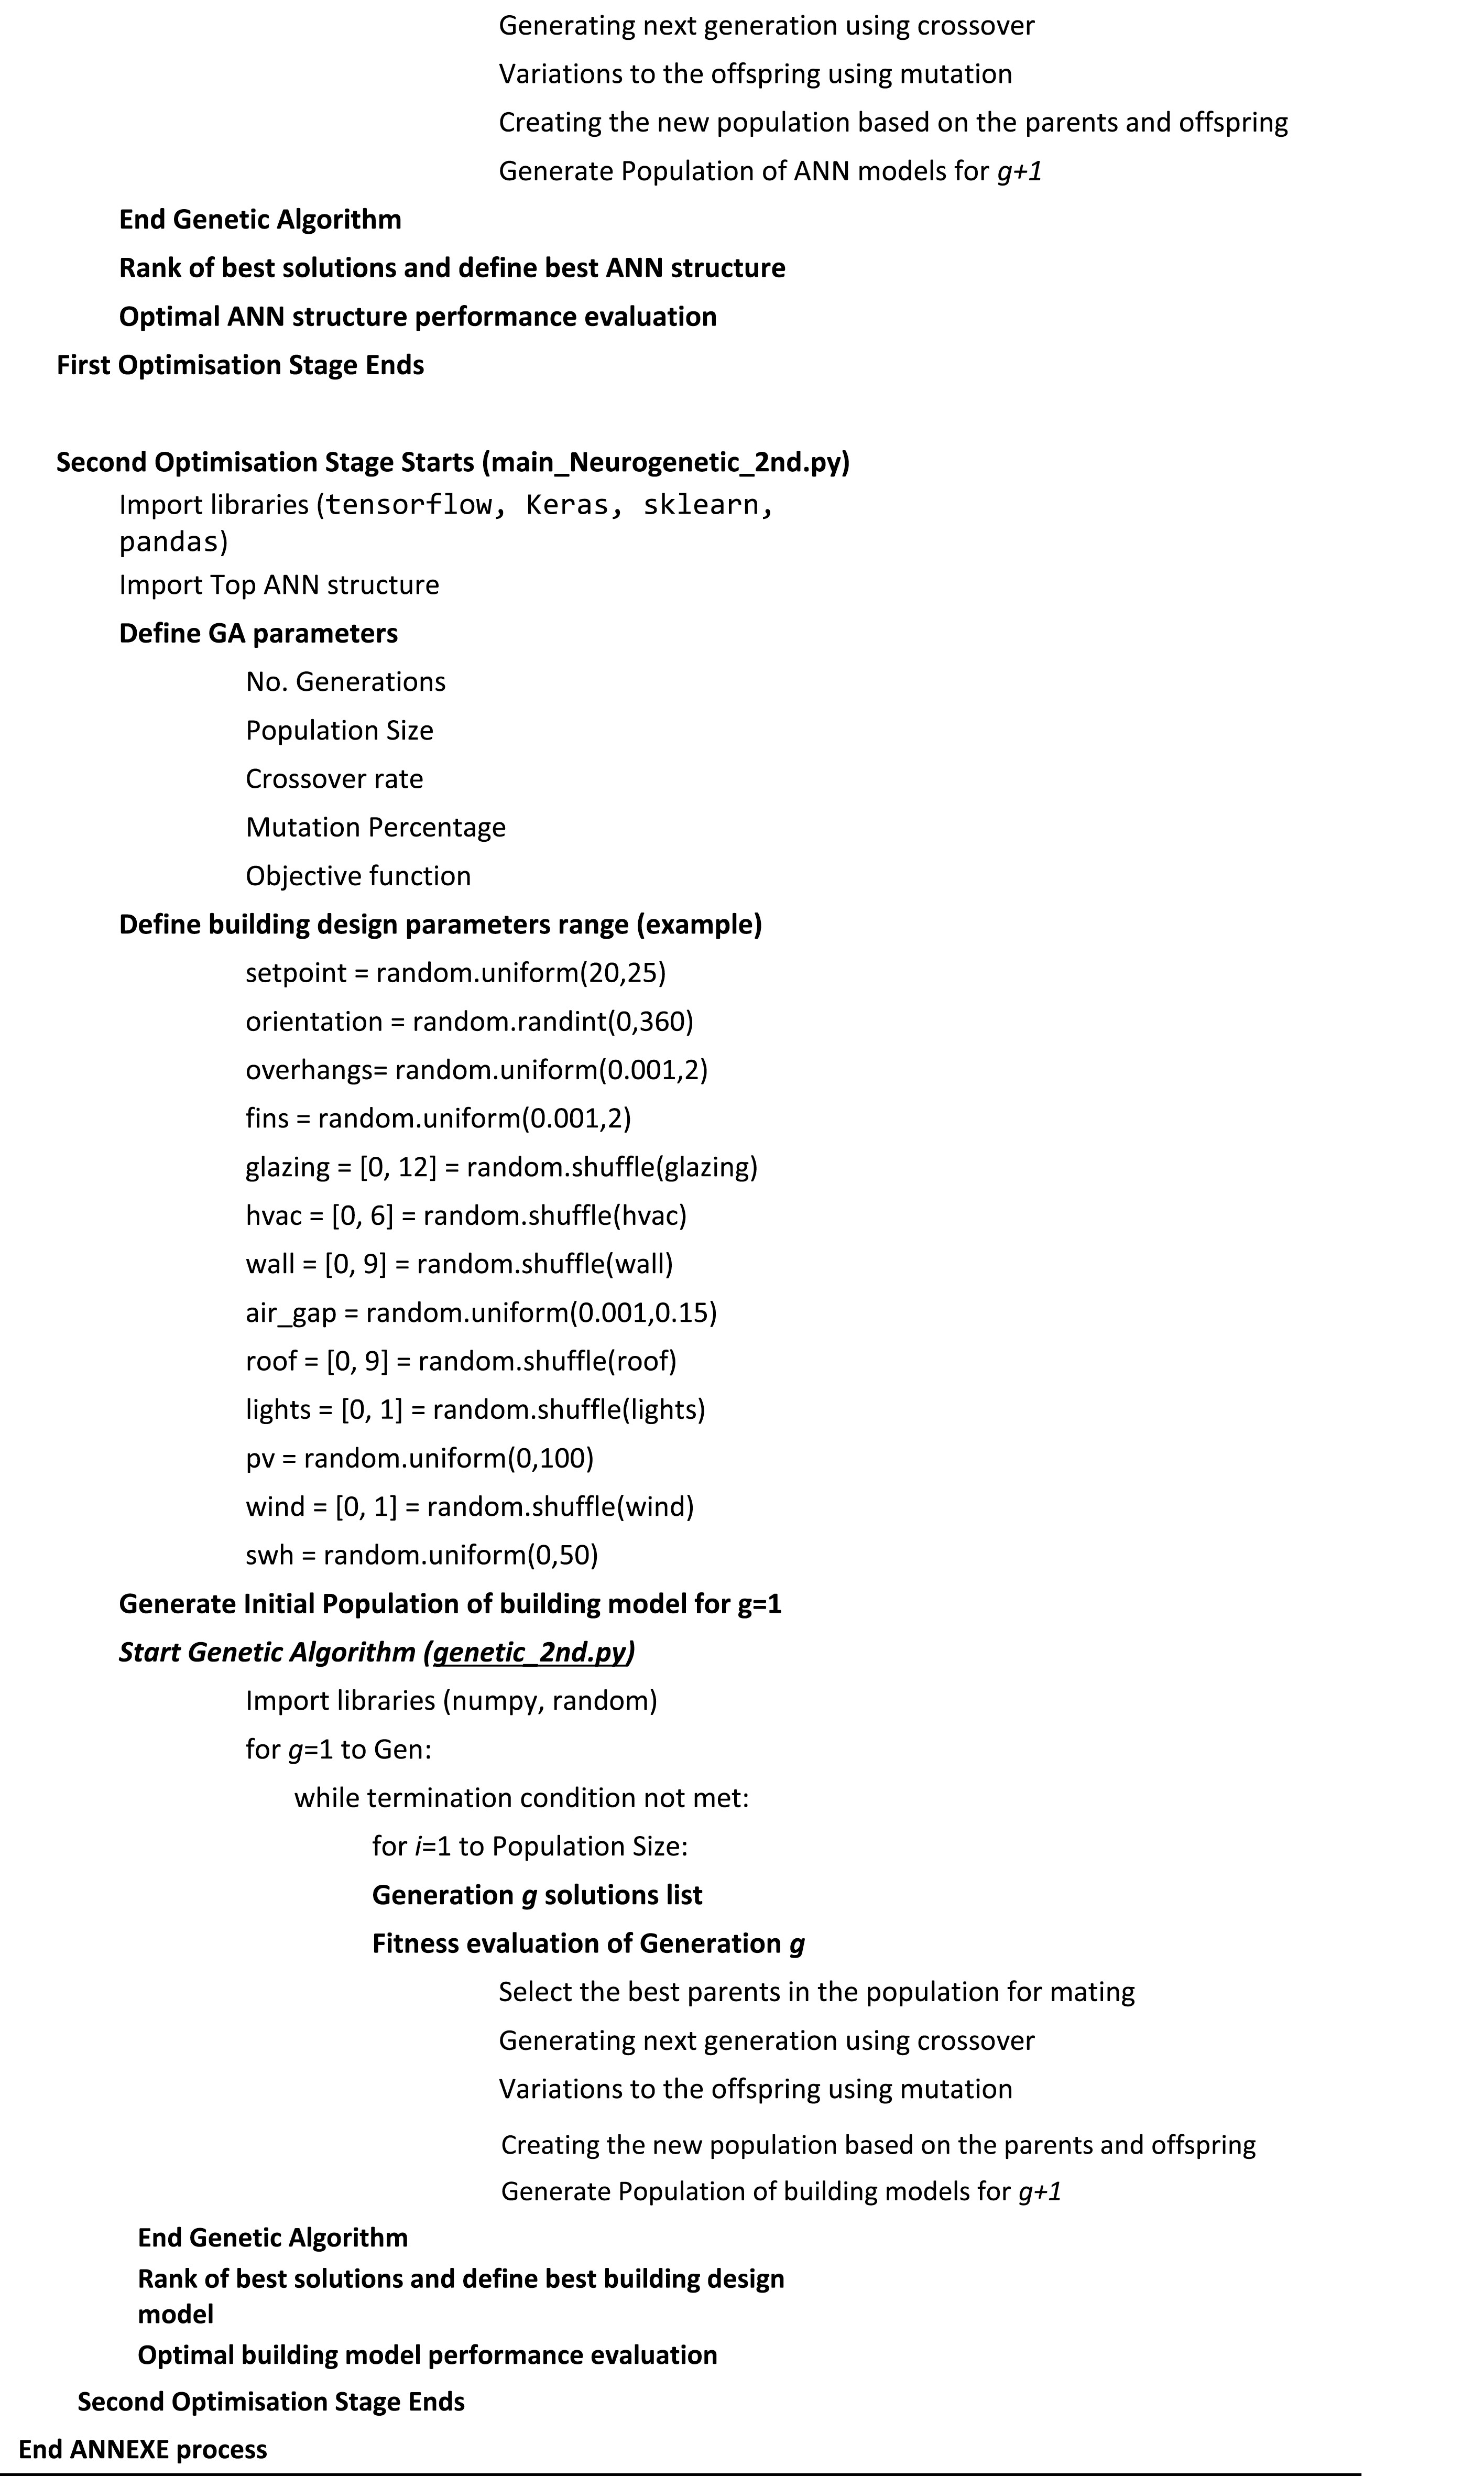 Generating next generation using crossover
Variations to the offspring using mutation
Creating the new population based on the parents and offspring
Generate Population of ANN models for g+1
End Genetic Algorithm
Rank of best solutions and define best ANN structure
Optimal ANN structure performance evaluation
First Optimisation Stage Ends
Second Optimisation Stage Starts (main_Neurogenetic_2nd.py)
Import libraries (tensorflow, Keras, sklearn,
pandas)
Import Top ANN structure
Define GA parameters
No. Generations
Population Size
Crossover rate
Mutation Percentage
Objective function
Define building design parameters range (example)
setpoint = random.uniform(20,25)
orientation = random.randint(0,360)
overhangs= random.uniform(0.001,2)
fins = random.uniform(0.001,2)
glazing = [0, 12] = random.shuffle(glazing)
hvac = [0, 6] = random.shuffle(hvac)
wall = [0, 9] = random.shuffle(wall)
air_gap = random.uniform(0.001,0.15)
roof = [0, 9] = random.shuffle(roof)
lights = [0, 1] = random.shuffle(lights)
pv = random.uniform(0,100)
wind = [0, 1] = random.shuffle(wind)
swh = random.uniform(0,50)
Generate Initial Population of building model for g=1
Start Genetic Algorithm (genetic_2nd.py)
Import libraries (numpy, random)
for g=1 to Gen:
while termination condition not met:
for i=1 to Population Size:
Generation g solutions list
Fitness evaluation of Generation g
Select the best parents in the population for mating
Generating next generation using crossover
Variations to the offspring using mutation
Creating the new population based on the parents and offspring
Generate Population of building models for g+1
End Genetic Algorithm
Rank of best solutions and define best building design
model
Optimal building model performance evaluation
Second Optimisation Stage Ends
End ANNEXE process